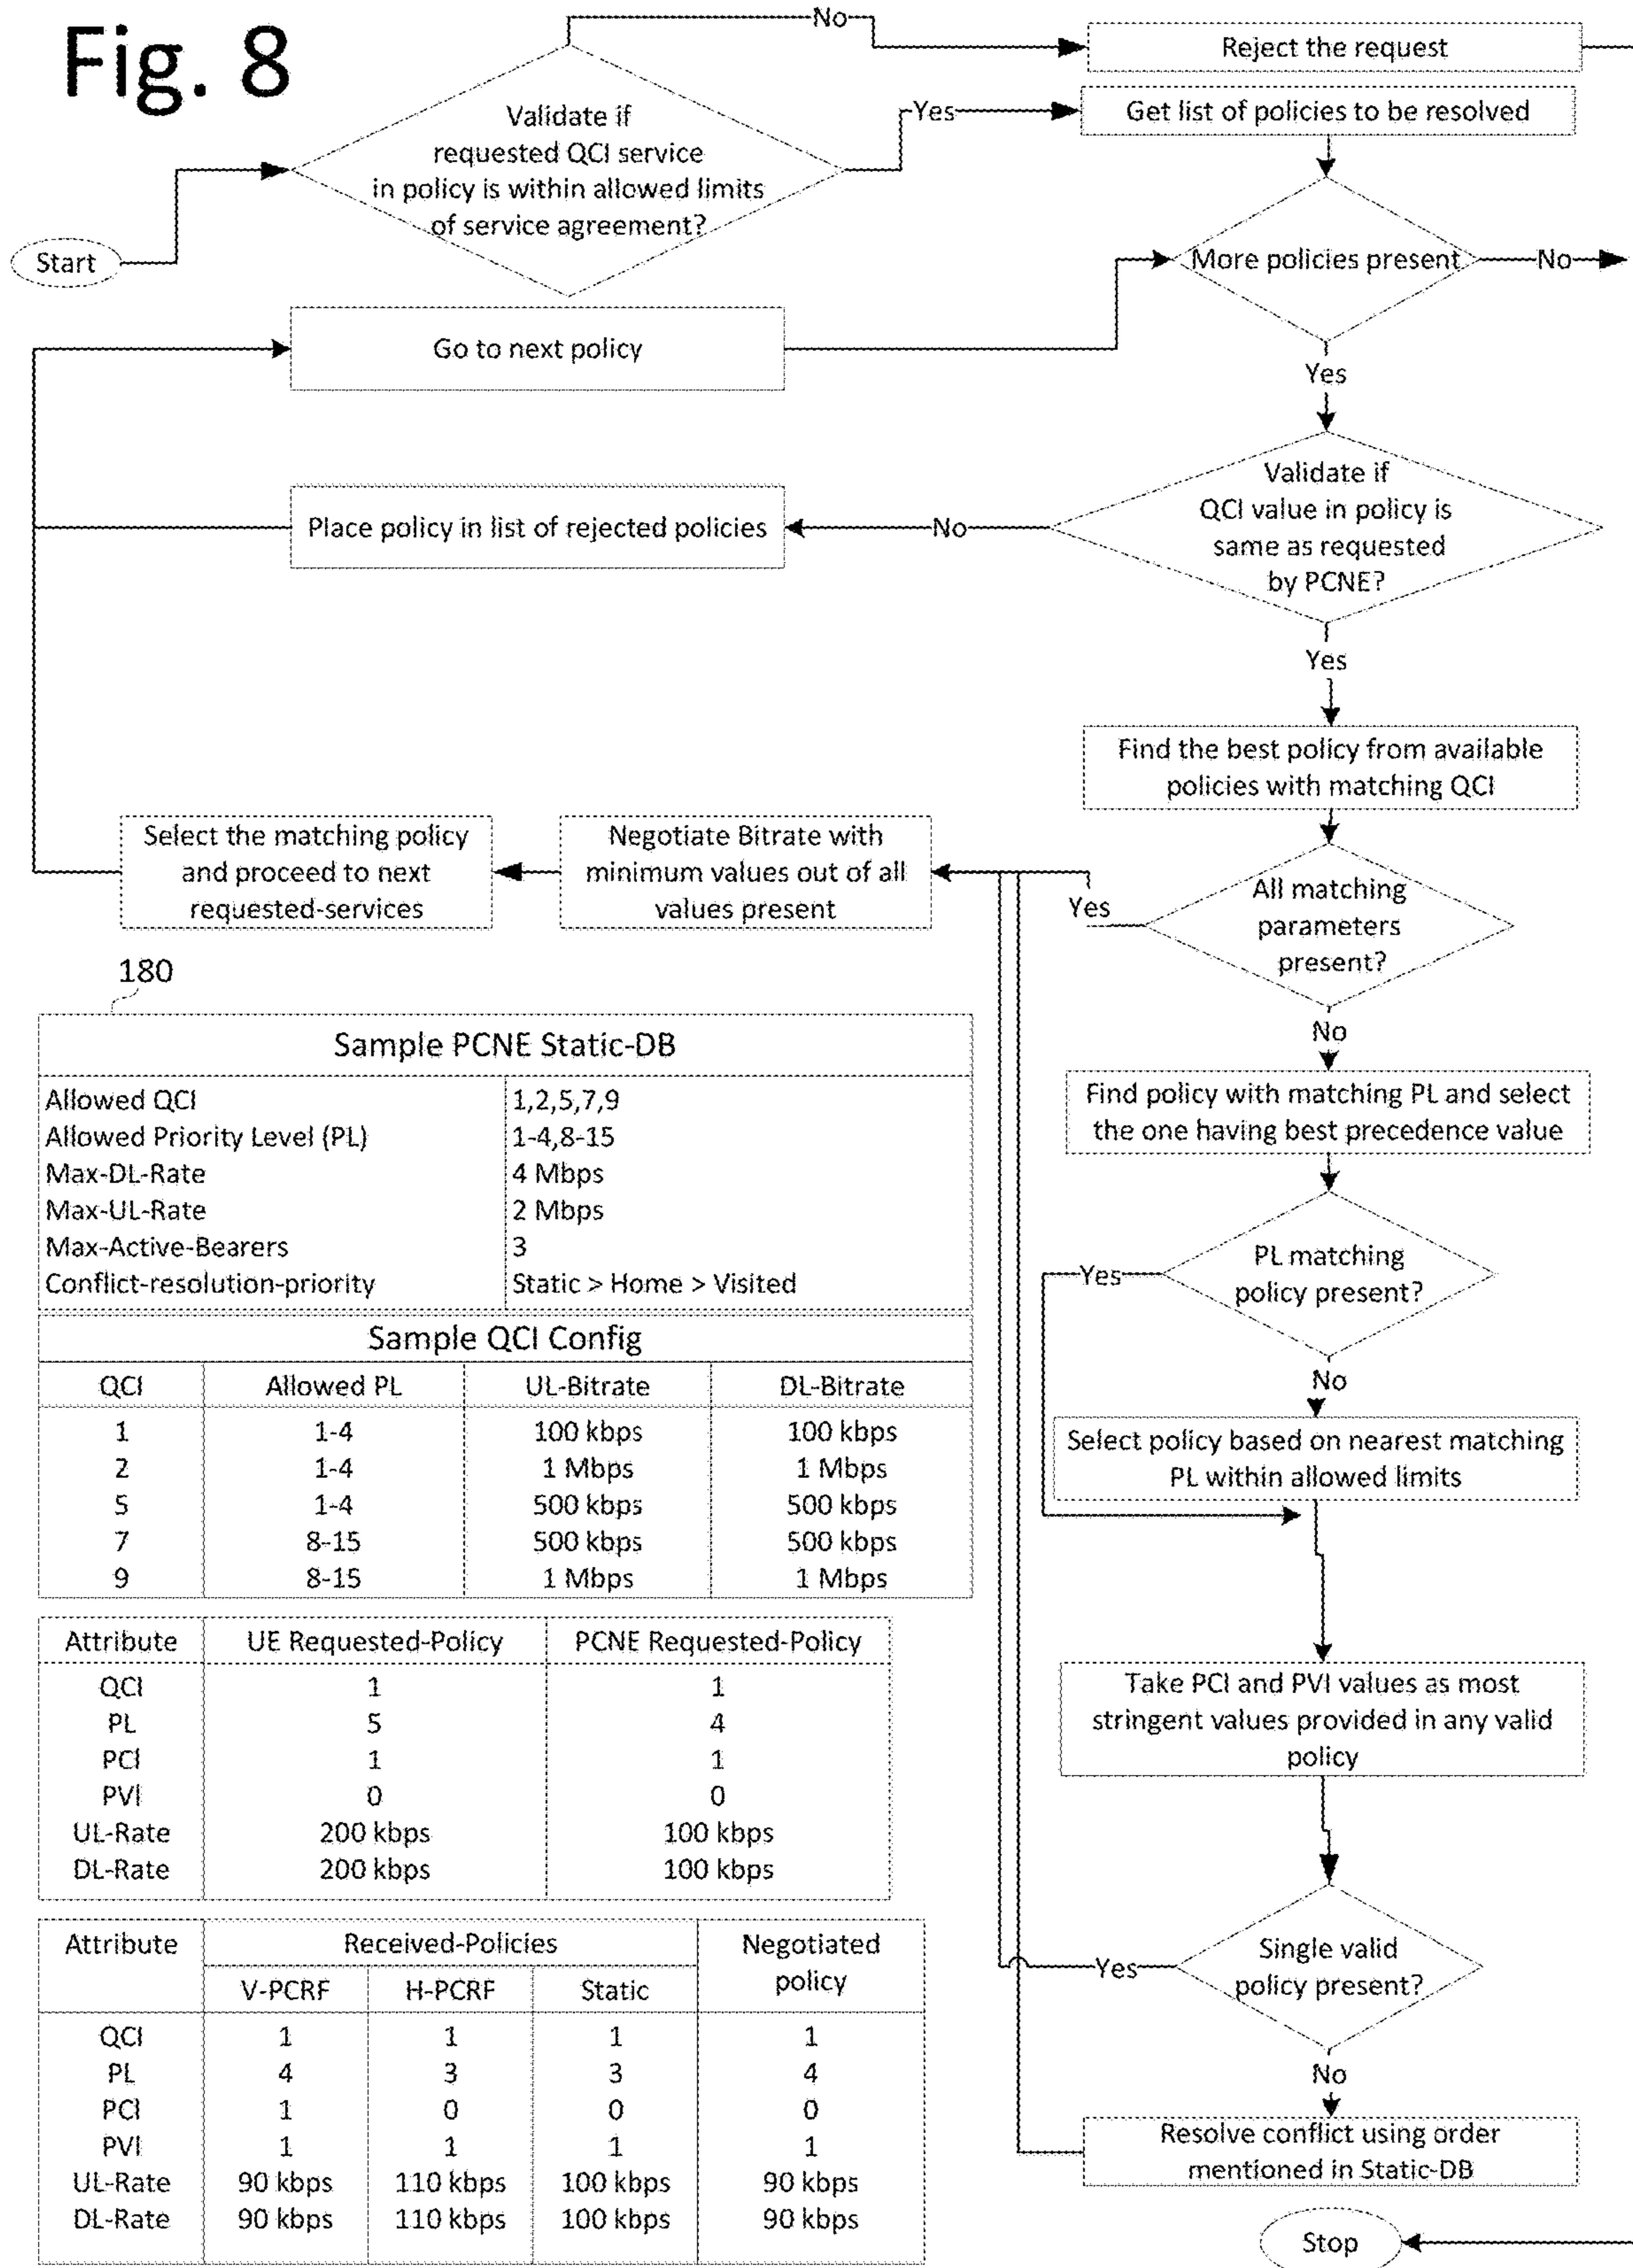 Fig. 8
No
Reject the request
Validate if
requested QCI service
in policy is within allowed limits
of service agreement?
Yes
Get list of policies to be resolved
Start
More policies present
No
Go to next policy
Yes
Validate if
QCI value in policy is
same as requested
by PCNE?
No
Place policy in list of rejected policies
Yes
Find the best policy from available
policies with matching QCI
Select the matching policy
and proceed to next
requested-services
Negotiate Bitrate with
minimum values out of all
values present
Yes
All matching
parameters
present?
No
Find policy with matching PL and select
the one having best precedence value
PL matching
policy present?
Yes
No
Select policy based on nearest matching
PL within allowed limits
Take PCI and PVI values as most
stringent values provided in any valid
policy
Single valid
policy present?
Yes
No
Resolve conflict using order
mentioned in Static-DB
Stop
180
Sample PCNE Static-DB
Allowed QCI 1,2,5,7,9
Allowed Priority Level (PL) 1-4,8-15
Max-DL-Rate 4 Mbps
Max-UL-Rate 2 Mbps
Max-Active-Bearers 3
Conflict-resolution-priority Static > Home > Visited
Sample QCI Config
QCI Allowed PL UL-Bitrate DL-Bitrate
1 1-4 100 kbps 100 kbps
2 1-4 1 Mbps 1 Mbps
5 1-4 500 kbps 500 kbps
7 8-15 500 kbps 500 kbps
9 8-15 1 Mbps 1 Mbps
Attribute UE Requested-Policy PCNE Requested-Policy
QCI 1 1
PL 5 4
PCI 1 1
PVI 0 0
UL-Rate 200 kbps 100 kbps
DL-Rate 200 kbps 100 kbps
Attribute Received-Policies Negotiated
policy
V-PCRF H-PCRF Static
QCI 1 1 1 1
PL 4 3 3 4
PCI 1 0 0 0
PVI 1 1 1 1
UL-Rate 90 kbps 110 kbps 100 kbps 90 kbps
DL-Rate 90 kbps 110 kbps 100 kbps 90 kbps